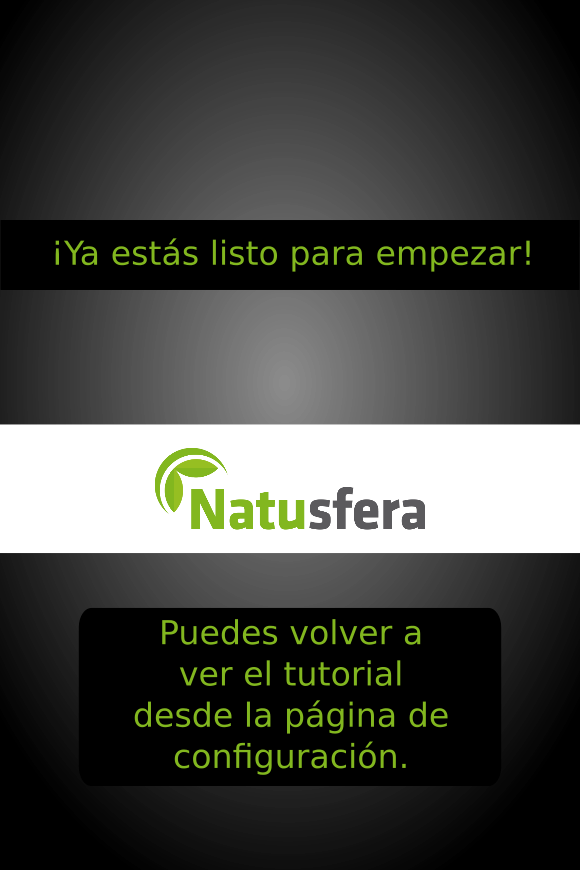 ¡Ya estás listo para empezar!
Natusfera
Puedes volver a
ver el tutorial
desde la página de
configuración.